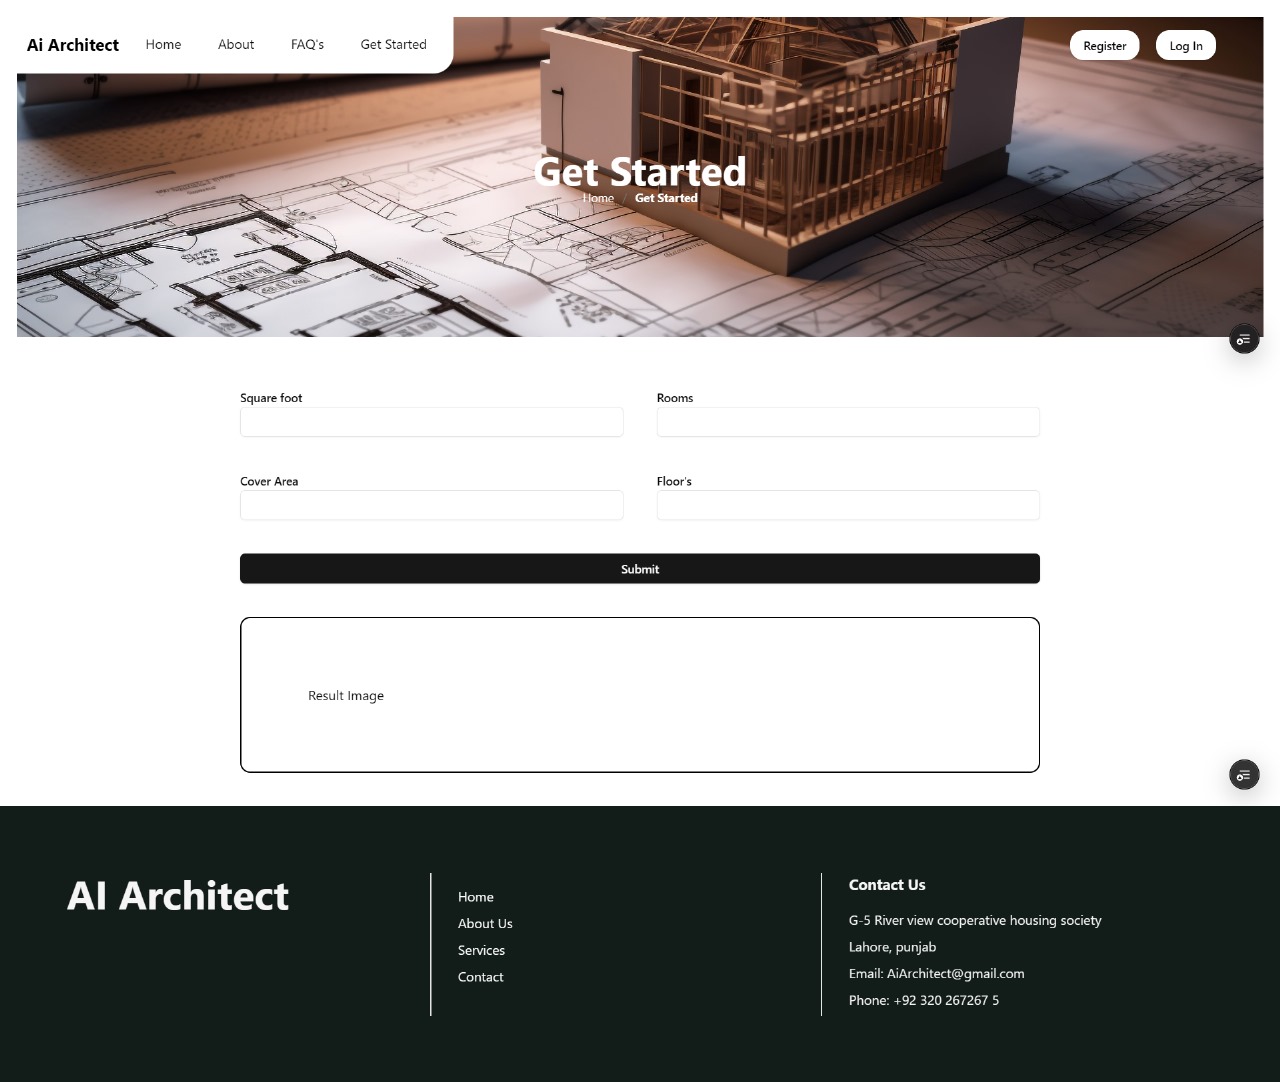 Ai Architect Home About FAQ's Get Started Register Log In
Get Started
Home / Get Started
Square foot Rooms
Cover Area Floor's
Submit
Result Image
AI Architect
Home
About Us
Services
Contact
Contact Us
G-5 River view cooperative housing society
Lahore, punjab
Email: AiArchitect@gmail.com
Phone: +92 320 267267 5